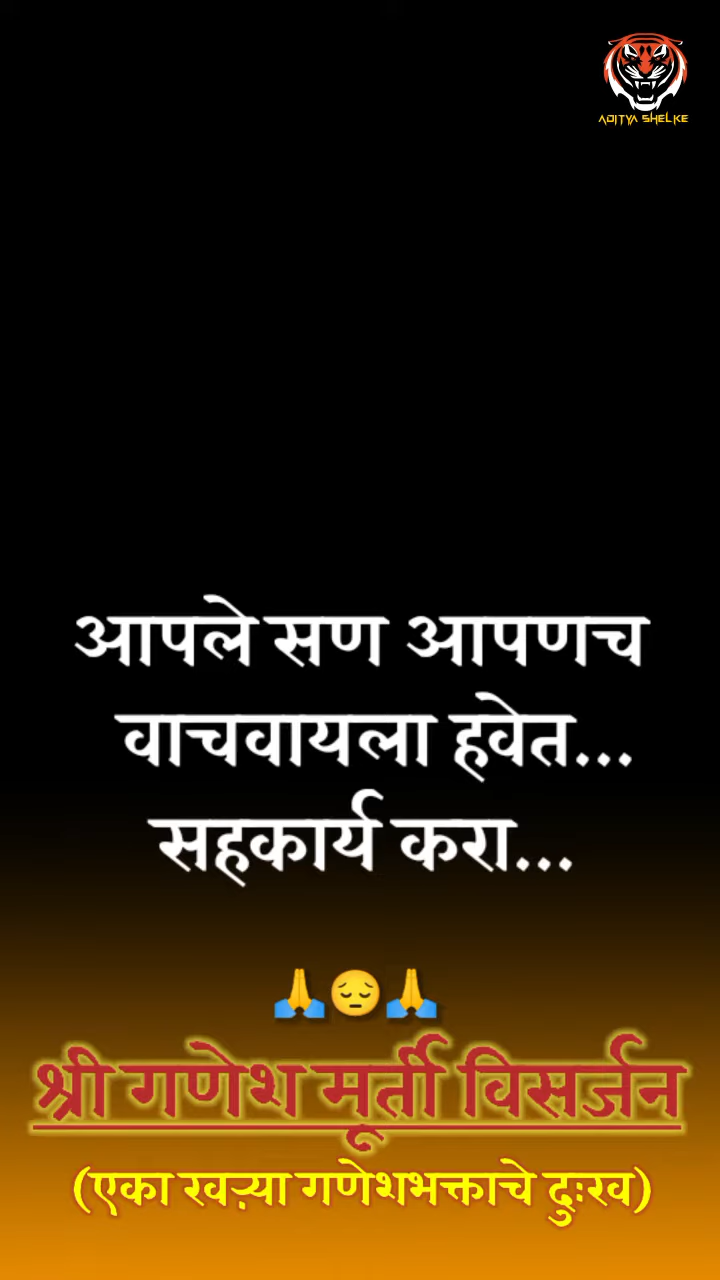 ADITYA SHELKE
आपले सण आपणच
वाचवायला हवेत...
सहकार्य करा...
🙏😔🙏
श्री गणेश मूर्ती विसर्जन
(एका खऱ्या गणेशभक्ताचे दुःख)